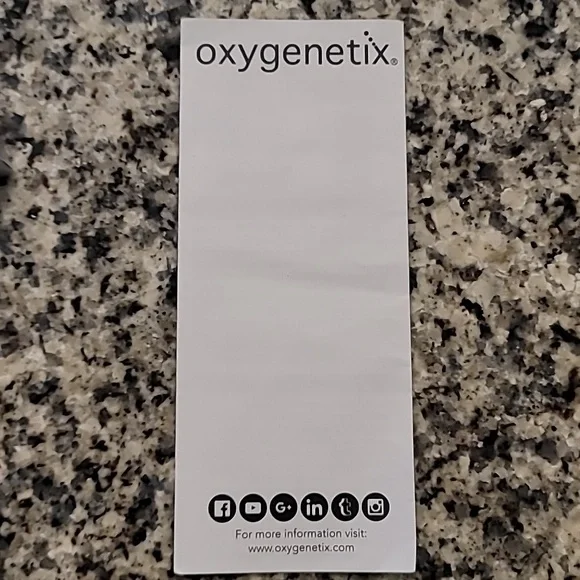 oxygenetix®
For more information visit:
www.oxygenetix.com